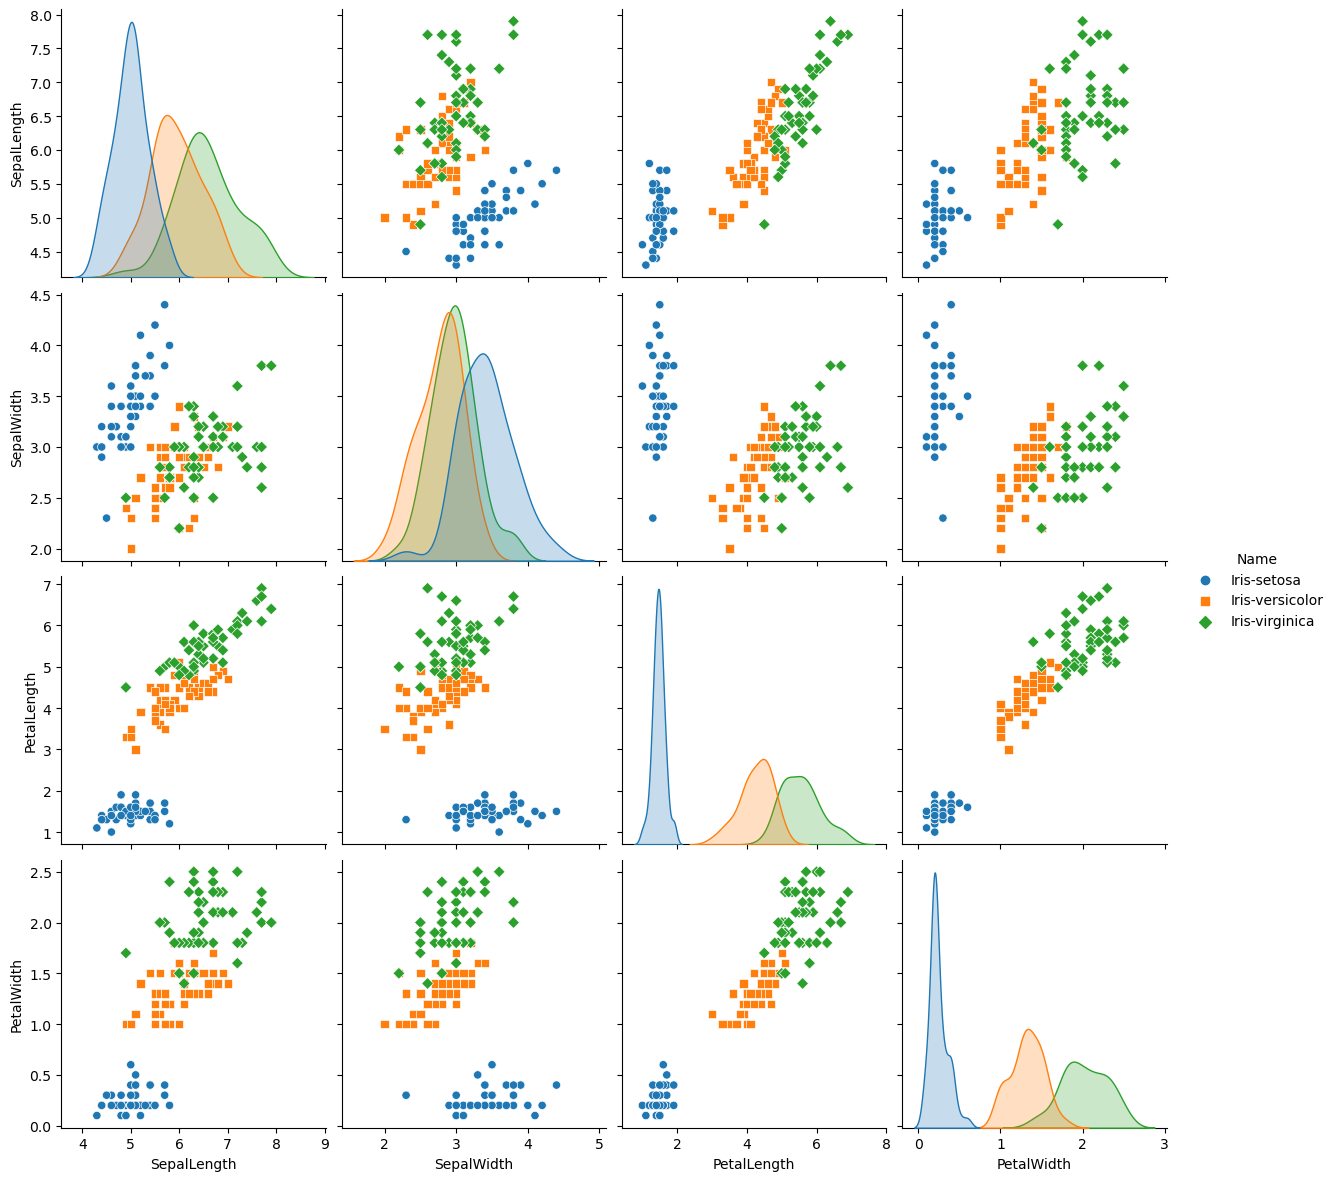 8.0
7.5
7.0
6.5
6.0
5.5
5.0
4.5
SepalLength
4.5
4.0
3.5
3.0
2.5
2.0
SepalWidth
7
6
5
4
3
2
1
PetalLength
2.5
2.0
1.5
1.0
0.5
0.0
PetalWidth
4 5 6 7 8 9
SepalLength
2 3 4 5
SepalWidth
2 4 6 8
PetalLength
0 1 2 3
PetalWidth
Name
Iris-setosa
Iris-versicolor
Iris-virginica